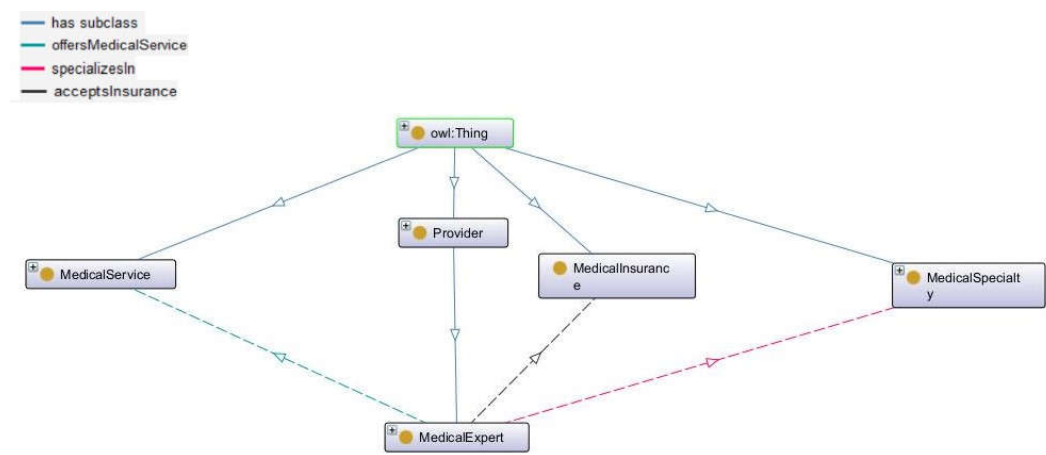 has subclass
offersMedicalService
specializesIn
acceptsInsurance
owl:Thing
Provider
MedicalService
MedicalInsuranc
e
MedicalSpecialt
y
MedicalExpert